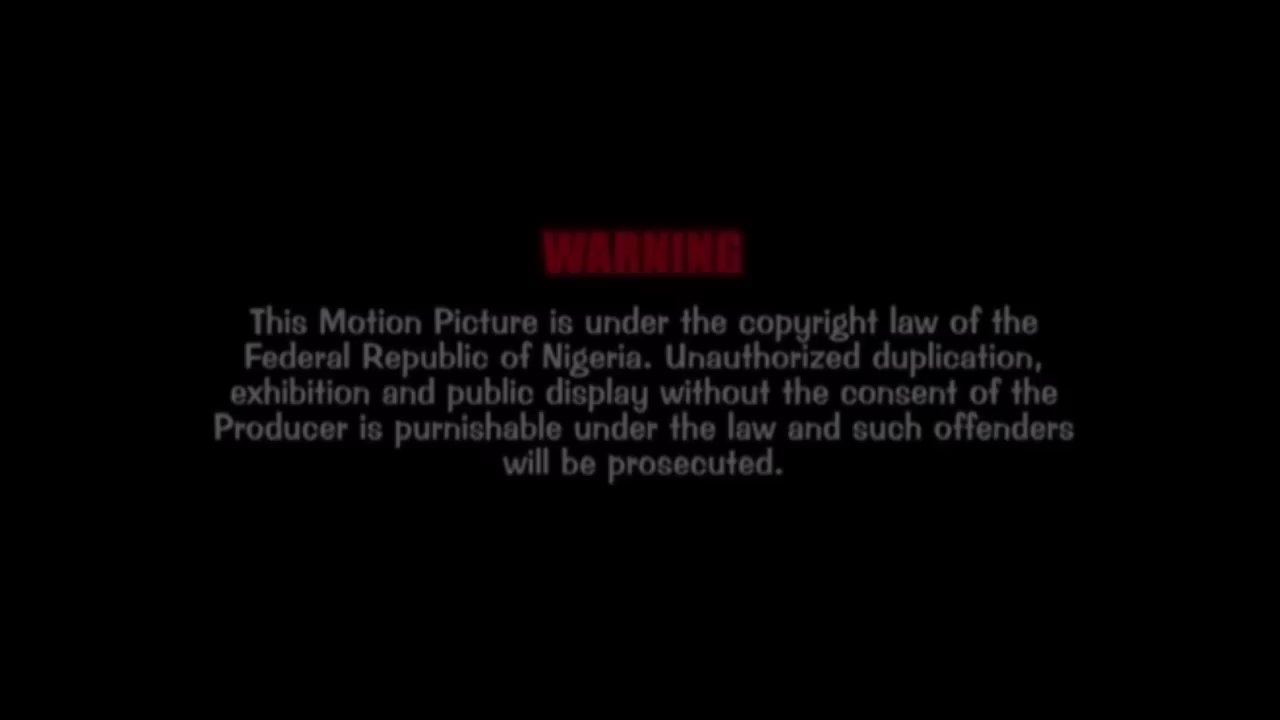 WARNING
This Motion Picture is under the copyright law of the
Federal Republic of Nigeria. Unauthorized duplication,
exhibition and public display without the consent of the
Producer is purnishable under the law and such offenders
will be prosecuted.